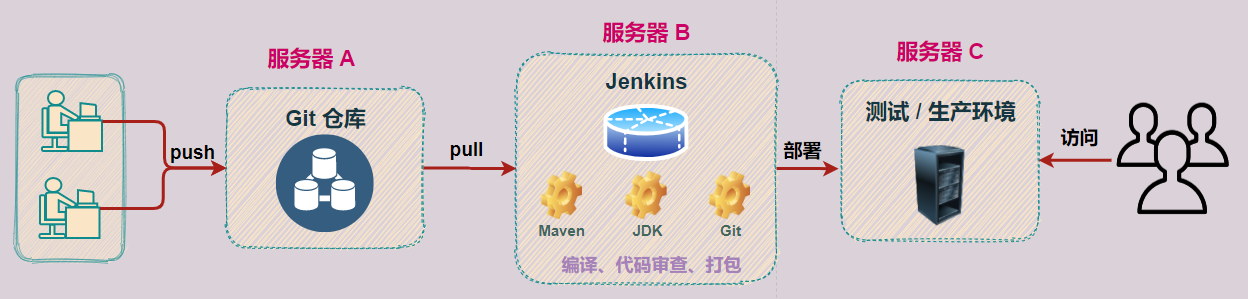 服务器 A
Git 仓库
push
pull
服务器 B
Jenkins
Maven
JDK
Git
编译、代码审查、打包
部署
服务器 C
测试 / 生产环境
访问